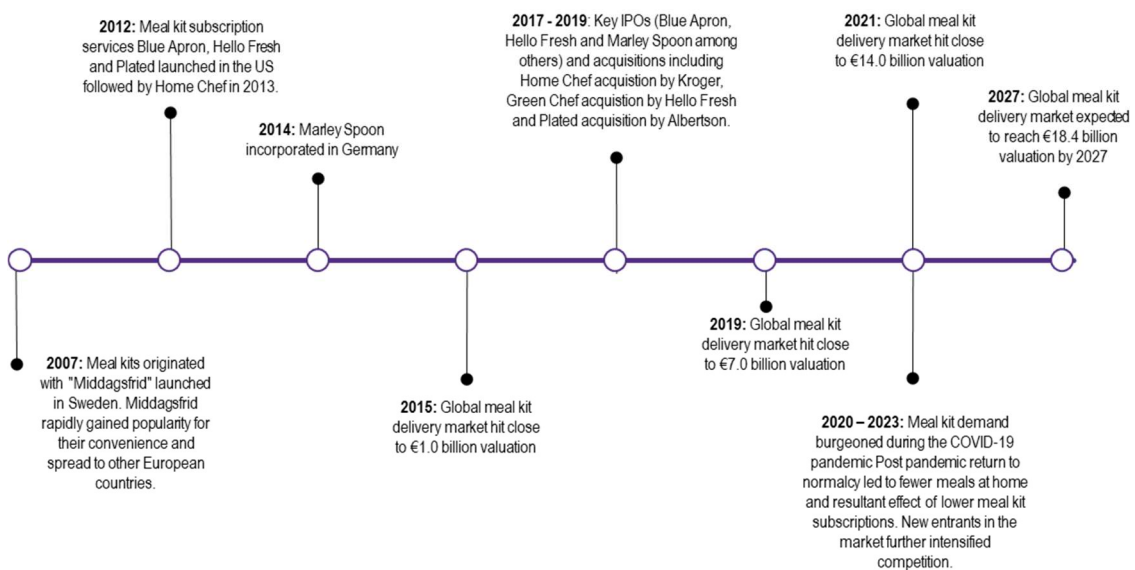 2012: Meal kit subscription
services Blue Apron, Hello Fresh
and Plated launched in the US
followed by Home Chef in 2013.
2014: Marley Spoon
incorporated in Germany
2017 - 2019: Key IPOs (Blue Apron,
Hello Fresh and Marley Spoon among
others) and acquisitions including
Home Chef acquistion by Kroger,
Green Chef acquistion by Hello Fresh
and Plated acquisition by Albertson.
2021: Global meal kit
delivery market hit close
to €14.0 billion valuation
2027: Global meal kit
delivery market expected
to reach €18.4 billion
valuation by 2027
2007: Meal kits originated
with "Middagsfrid" launched
in Sweden. Middagsfrid
rapidly gained popularity for
their convenience and
spread to other European
countries.
2015: Global meal kit
delivery market hit close
to €1.0 billion valuation
2019: Global meal kit
delivery market hit close
to €7.0 billion valuation
2020 – 2023: Meal kit demand
burgeoned during the COVID-19
pandemic Post pandemic return to
normalcy led to fewer meals at home
and resultant effect of lower meal kit
subscriptions. New entrants in the
market further intensified
competition.